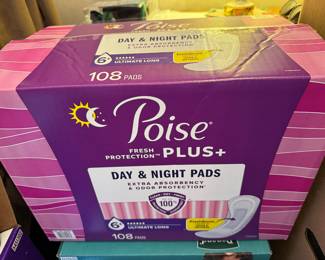 DAY & NIGHT PADS
EXTRA ABSORBENCY
& ODOR PROTECTION
6
ULTIMATE LONG
108 PADS
Poise
FRESH
PROTECTION
PLUS+
DAY & NIGHT PADS
EXTRA ABSORBENCY
& ODOR PROTECTION
100%
6
ULTIMATE LONG
108 PADS